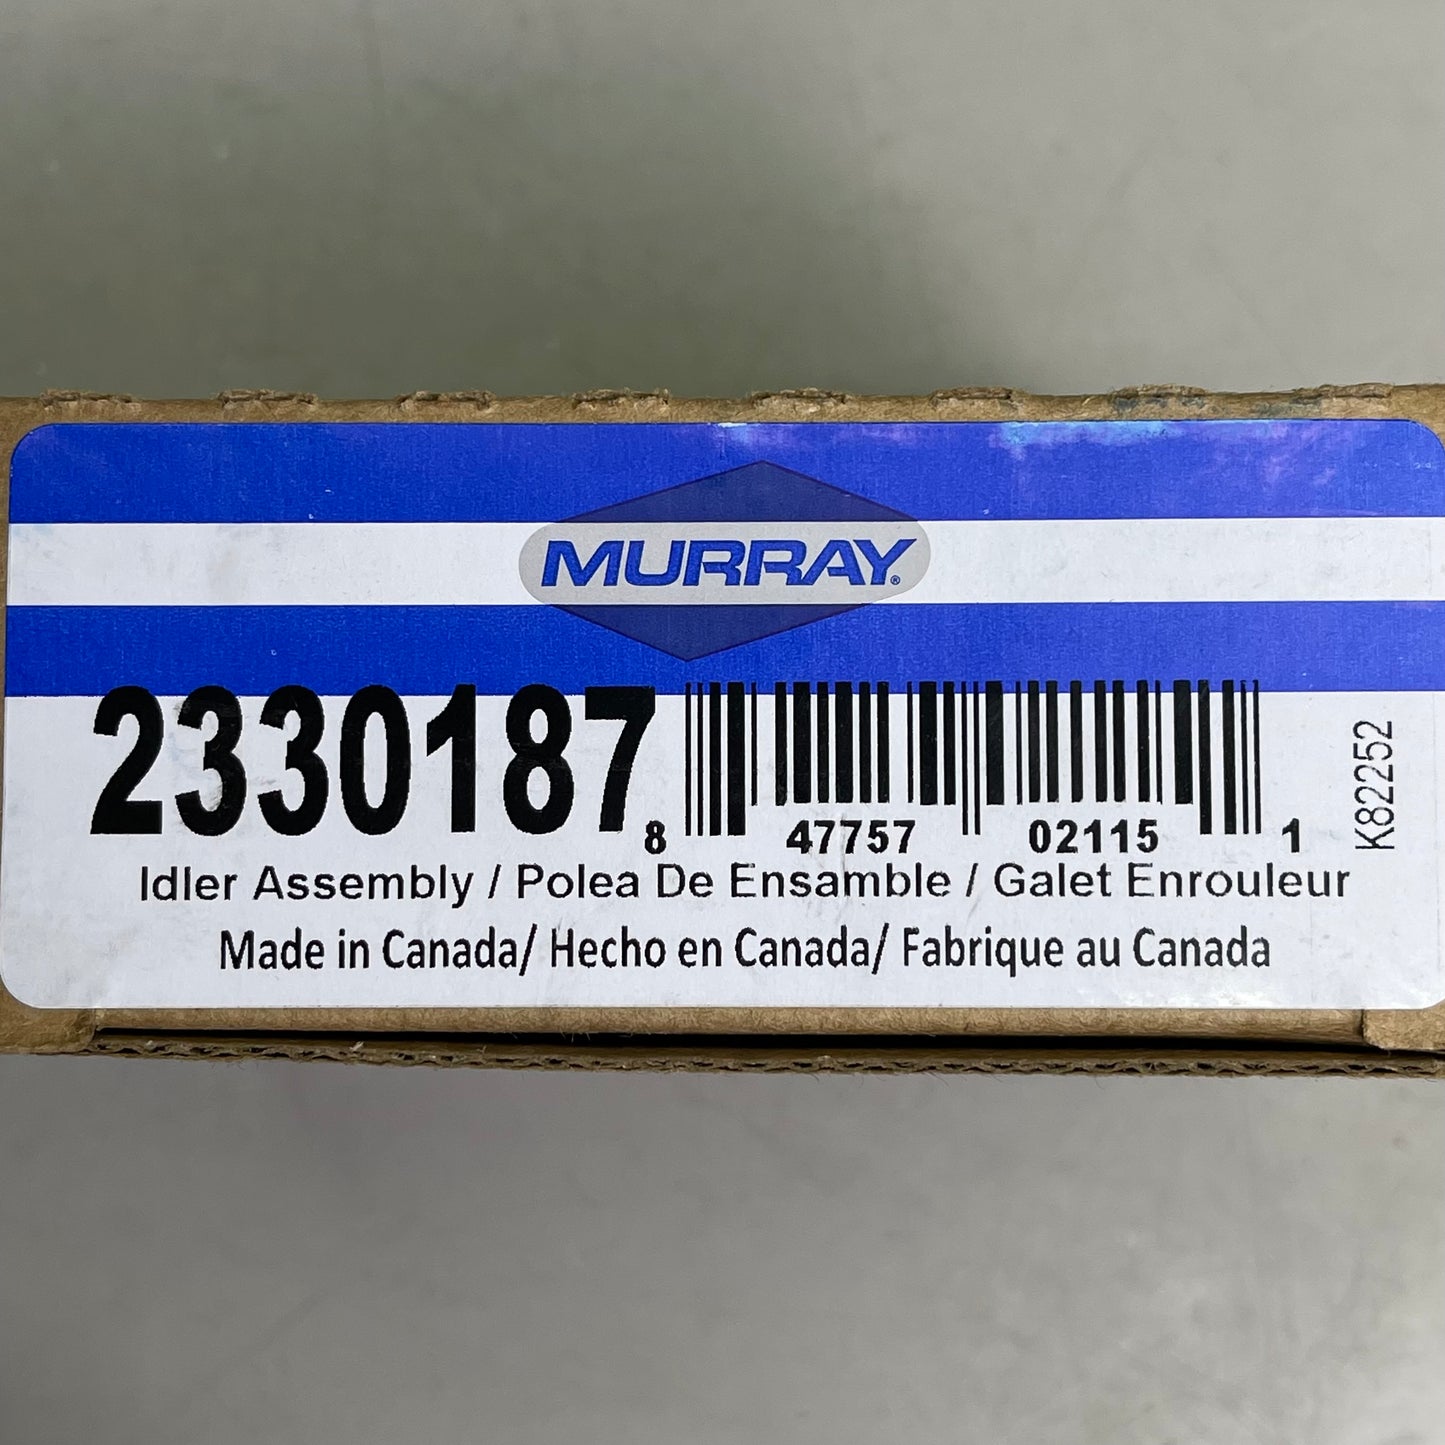 MURRAY®
2330187
8 47757 02115 1
K82252
Idler Assembly / Polea De Ensamble / Galet Enrouleur
Made in Canada/ Hecho en Canada/ Fabrique au Canada